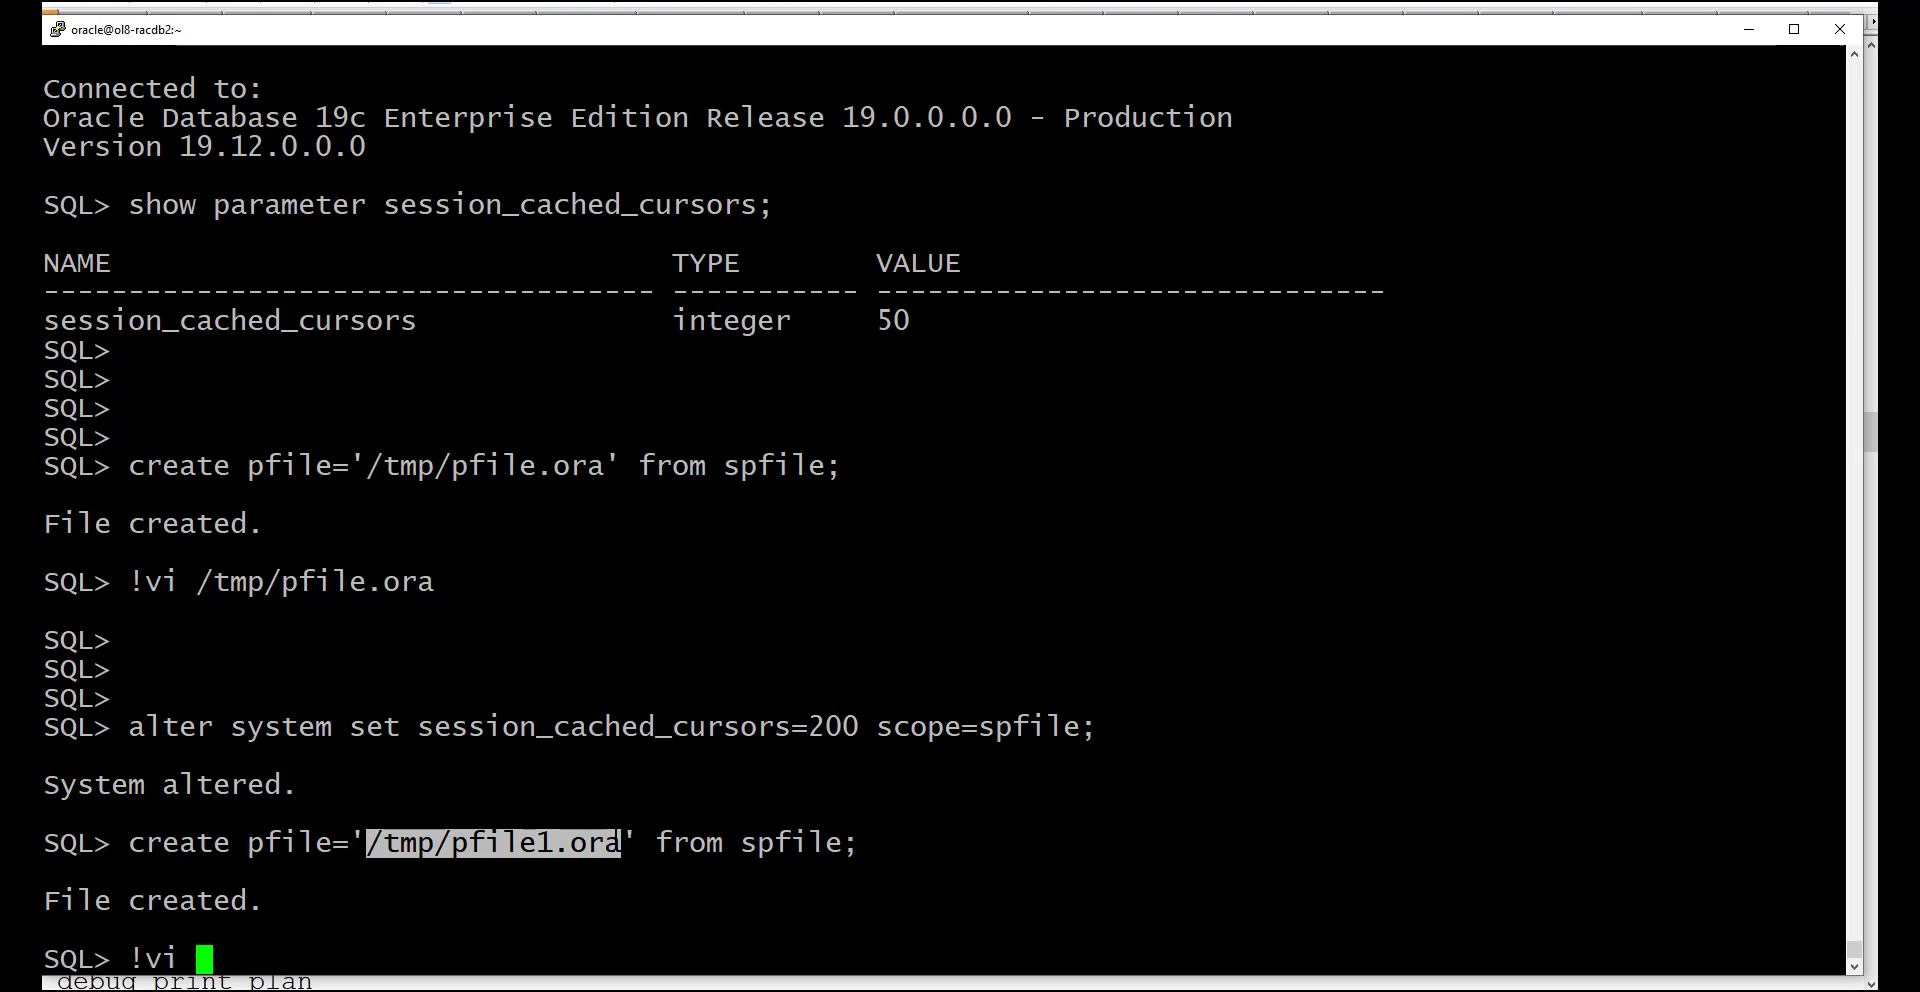 oracle@ol8-racdb2:~
Connected to:
Oracle Database 19c Enterprise Edition Release 19.0.0.0.0 - Production
Version 19.12.0.0.0
SQL> show parameter session_cached_cursors;
NAME TYPE VALUE
------------------------------------ ----------- ------------------------------
session_cached_cursors integer 50
SQL>
SQL>
SQL>
SQL>
SQL> create pfile='/tmp/pfile.ora' from spfile;
File created.
SQL> !vi /tmp/pfile.ora
SQL>
SQL>
SQL>
SQL> alter system set session_cached_cursors=200 scope=spfile;
System altered.
SQL> create pfile='/tmp/pfile1.ora' from spfile;
File created.
SQL> !vi
debug print plan